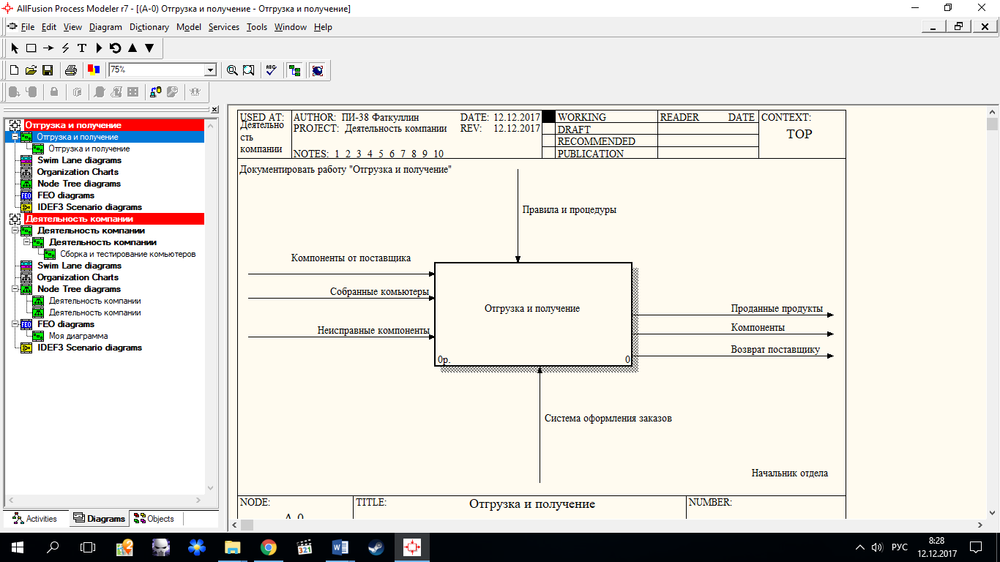 AllFusion Process Modeler r7 - [(A-0) Отгрузка и получение - Отгрузка и получение]
File Edit View Diagram Dictionary Model Services Tools Window Help
75%
ABC
Отгрузка и получение
Отгрузка и получение
Отгрузка и получение
Swim Lane diagrams
Organization Charts
Node Tree diagrams
FEO diagrams
IDEF3 Scenario diagrams
Деятельность компании
Деятельность компании
Деятельность компании
Сборка и тестирование комьютеров
Swim Lane diagrams
Organization Charts
Node Tree diagrams
Деятельность компании
Деятельность компании
FEO diagrams
Моя диаграмма
IDEF3 Scenario diagrams
Activities Diagrams Objects
USED AT:
Деятельно
сть
компании
AUTHOR: ПИ-38 Фаткуллин DATE: 12.12.2017
PROJECT: Деятельность компании REV: 12.12.2017
NOTES: 1 2 3 4 5 6 7 8 9 10
WORKING
DRAFT
RECOMMENDED
PUBLICATION
READER DATE
CONTEXT:
TOP
Документировать работу "Отгрузка и получение"
Правила и процедуры
Компоненты от поставщика
Собранные комьютеры
Неисправные компоненты
Отгрузка и получение
0р. 0
Проданные продукты
Компоненты
Возврат поставщику
Система оформления заказов
Начальник отдела
NODE: TITLE: Отгрузка и получение NUMBER:
A-0
321
РУС
8:28
12.12.2017